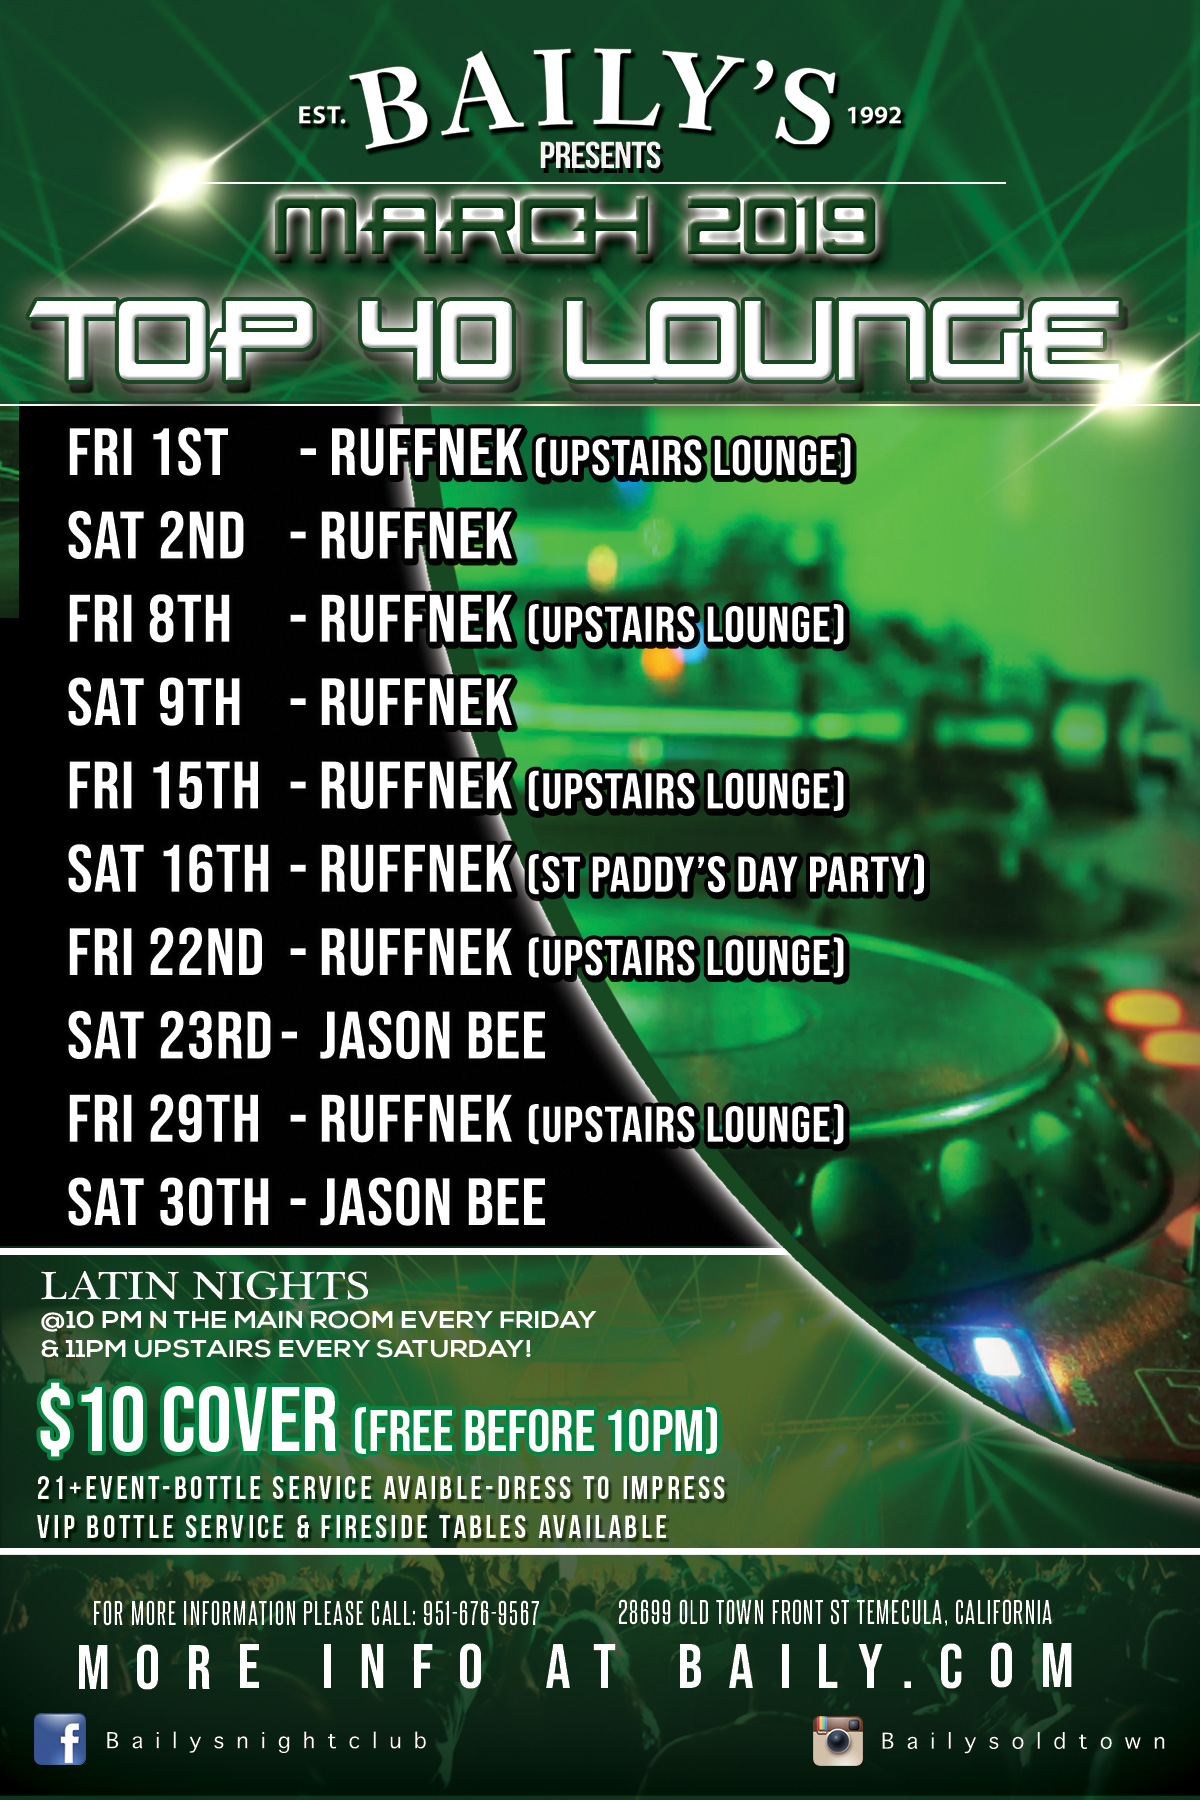 EST. BAILY'S 1992
PRESENTS
MARCH 2019
TOP 40 LOUNGE
FRI 1ST - RUFFNEK (UPSTAIRS LOUNGE)
SAT 2ND - RUFFNEK
FRI 8TH - RUFFNEK (UPSTAIRS LOUNGE)
SAT 9TH - RUFFNEK
FRI 15TH - RUFFNEK (UPSTAIRS LOUNGE)
SAT 16TH - RUFFNEK (ST PADDY'S DAY PARTY)
FRI 22ND - RUFFNEK (UPSTAIRS LOUNGE)
SAT 23RD - JASON BEE
FRI 29TH - RUFFNEK (UPSTAIRS LOUNGE)
SAT 30TH - JASON BEE
LATIN NIGHTS
@10 PM N THE MAIN ROOM EVERY FRIDAY
& 11PM UPSTAIRS EVERY SATURDAY!
$10 COVER (FREE BEFORE 10PM)
21+EVENT-BOTTLE SERVICE AVAIBLE-DRESS TO IMPRESS
VIP BOTTLE SERVICE & FIRESIDE TABLES AVAILABLE
FOR MORE INFORMATION PLEASE CALL: 951-676-9567 28699 OLD TOWN FRONT ST TEMECULA, CALIFORNIA
MORE INFO AT BAILY.COM
f Bailysnightclub Bailysoldtown